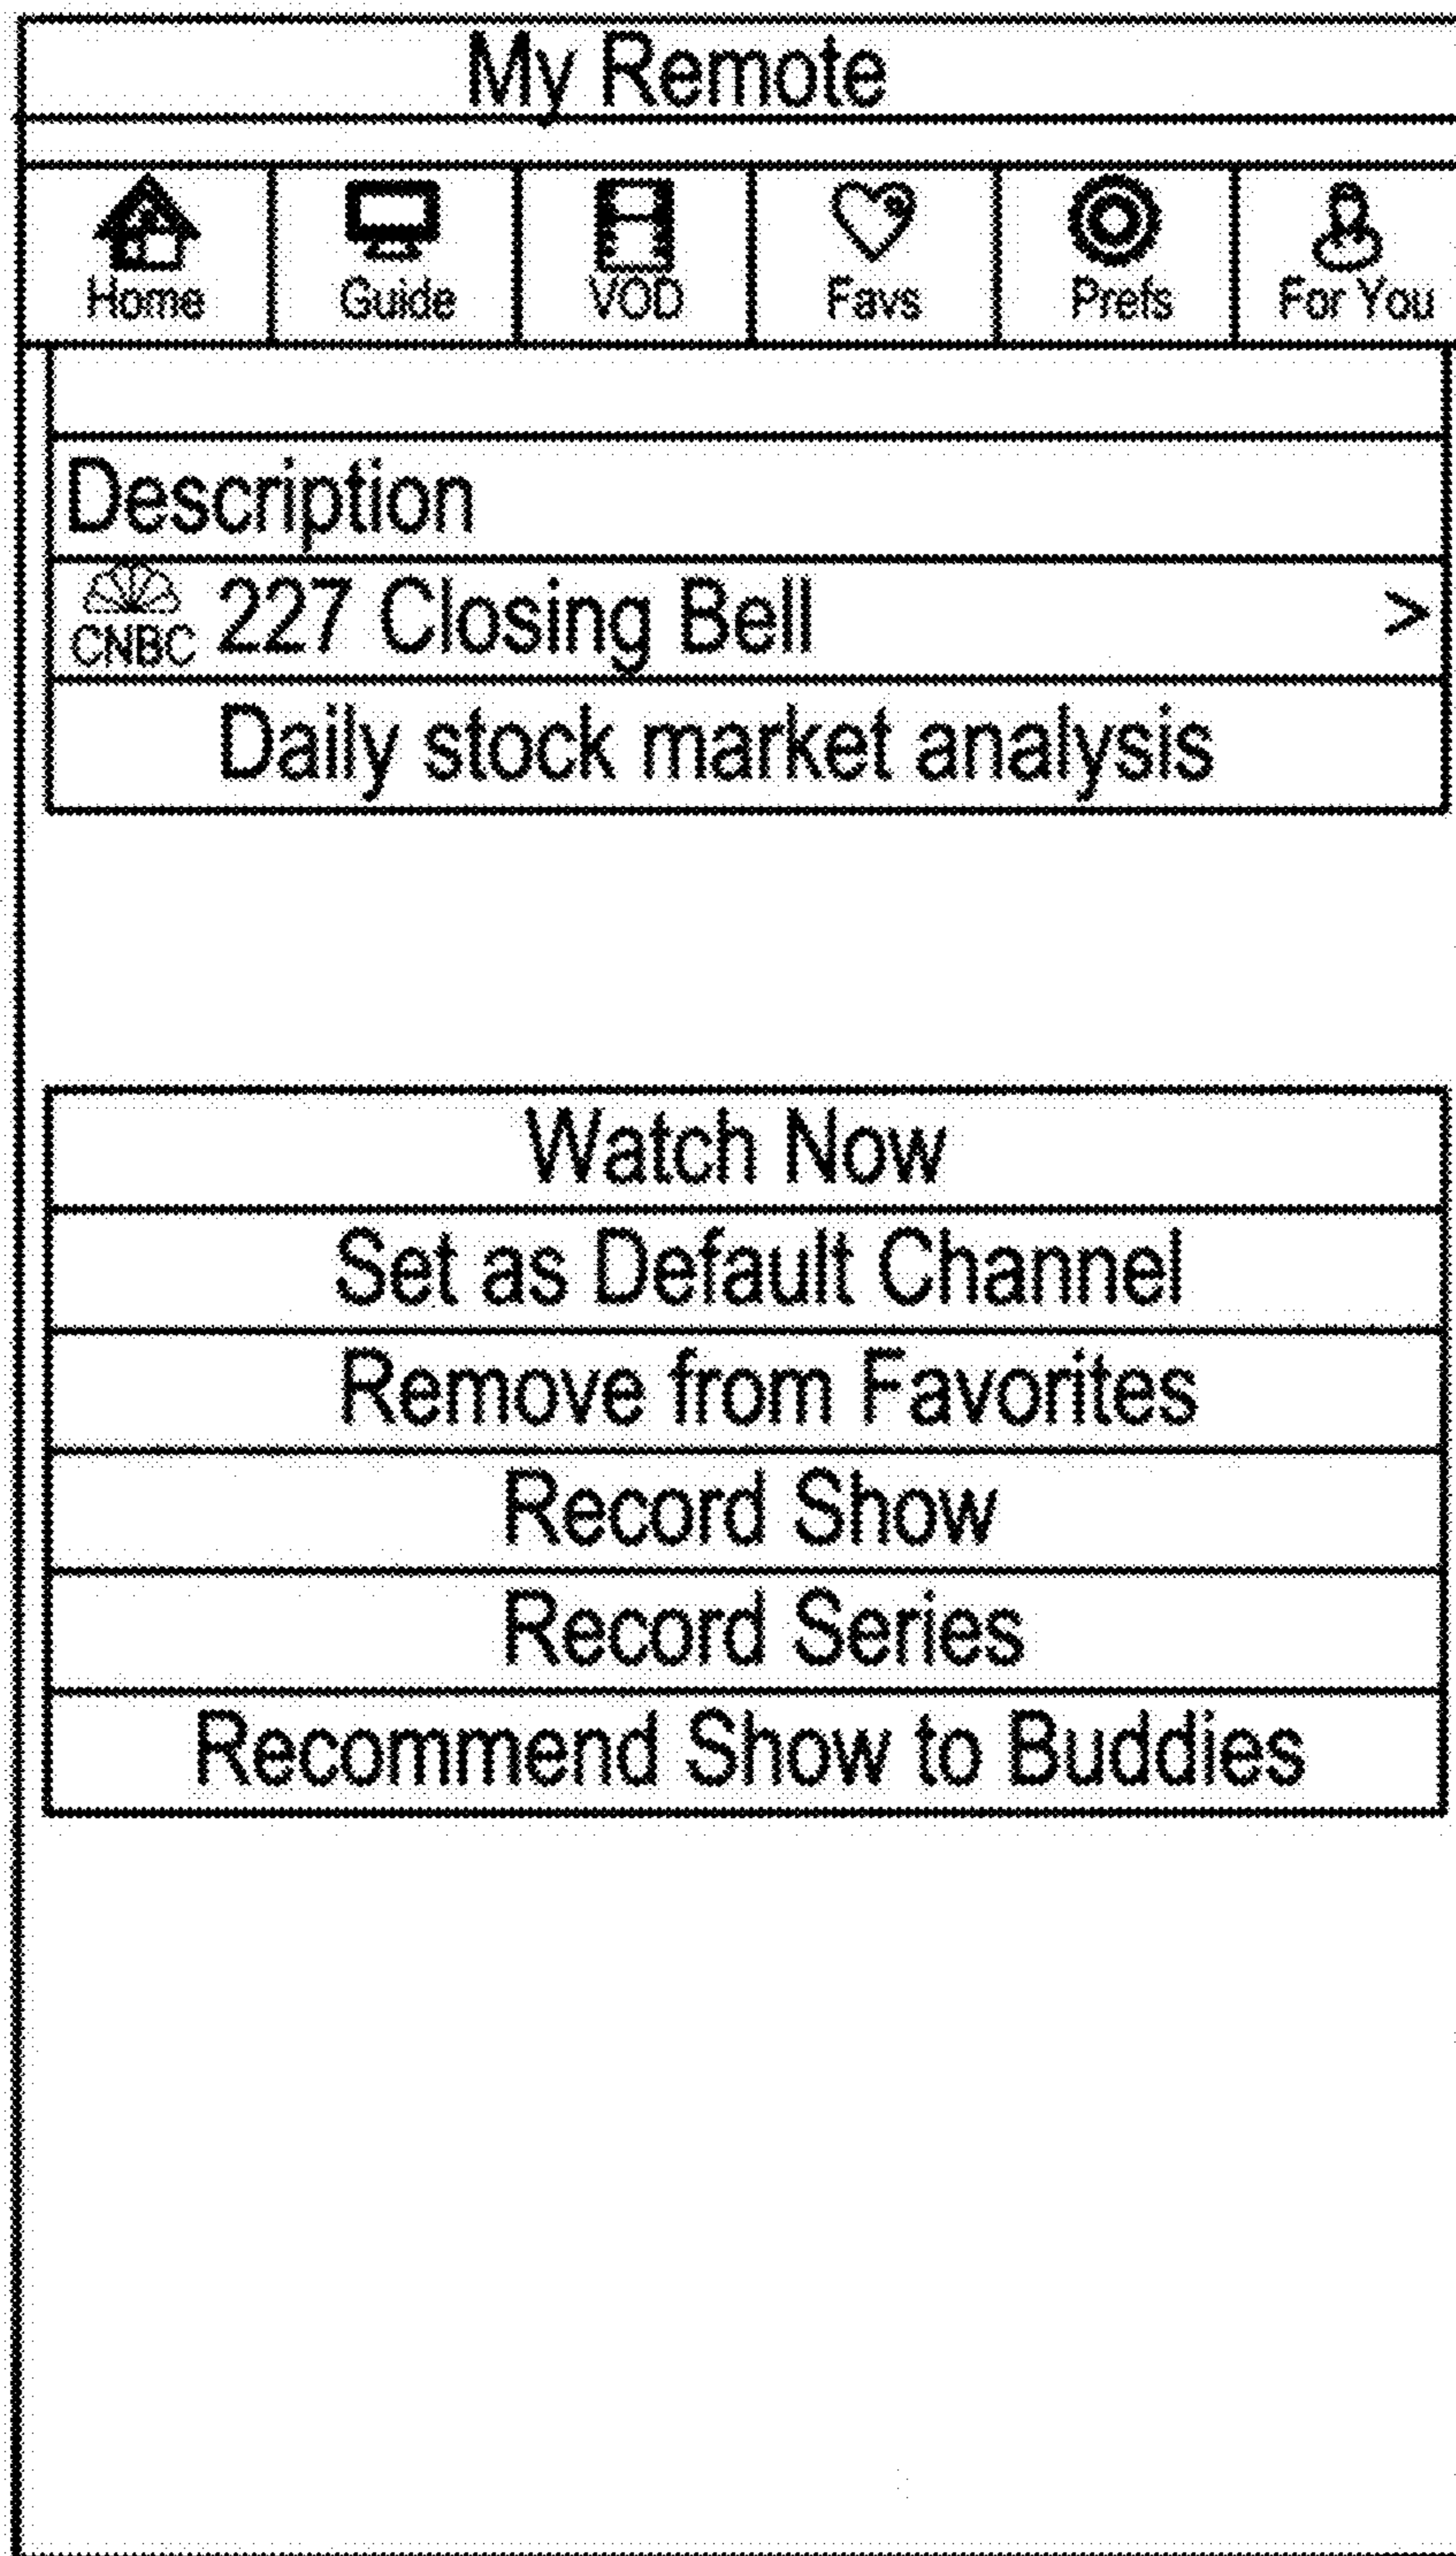 My Remote
Home Guide VOD Favs Prefs For You
Description
CNBC 227 Closing Bell >
Daily stock market analysis
Watch Now
Set as Default Channel
Remove from Favorites
Record Show
Record Series
Recommend Show to Buddies